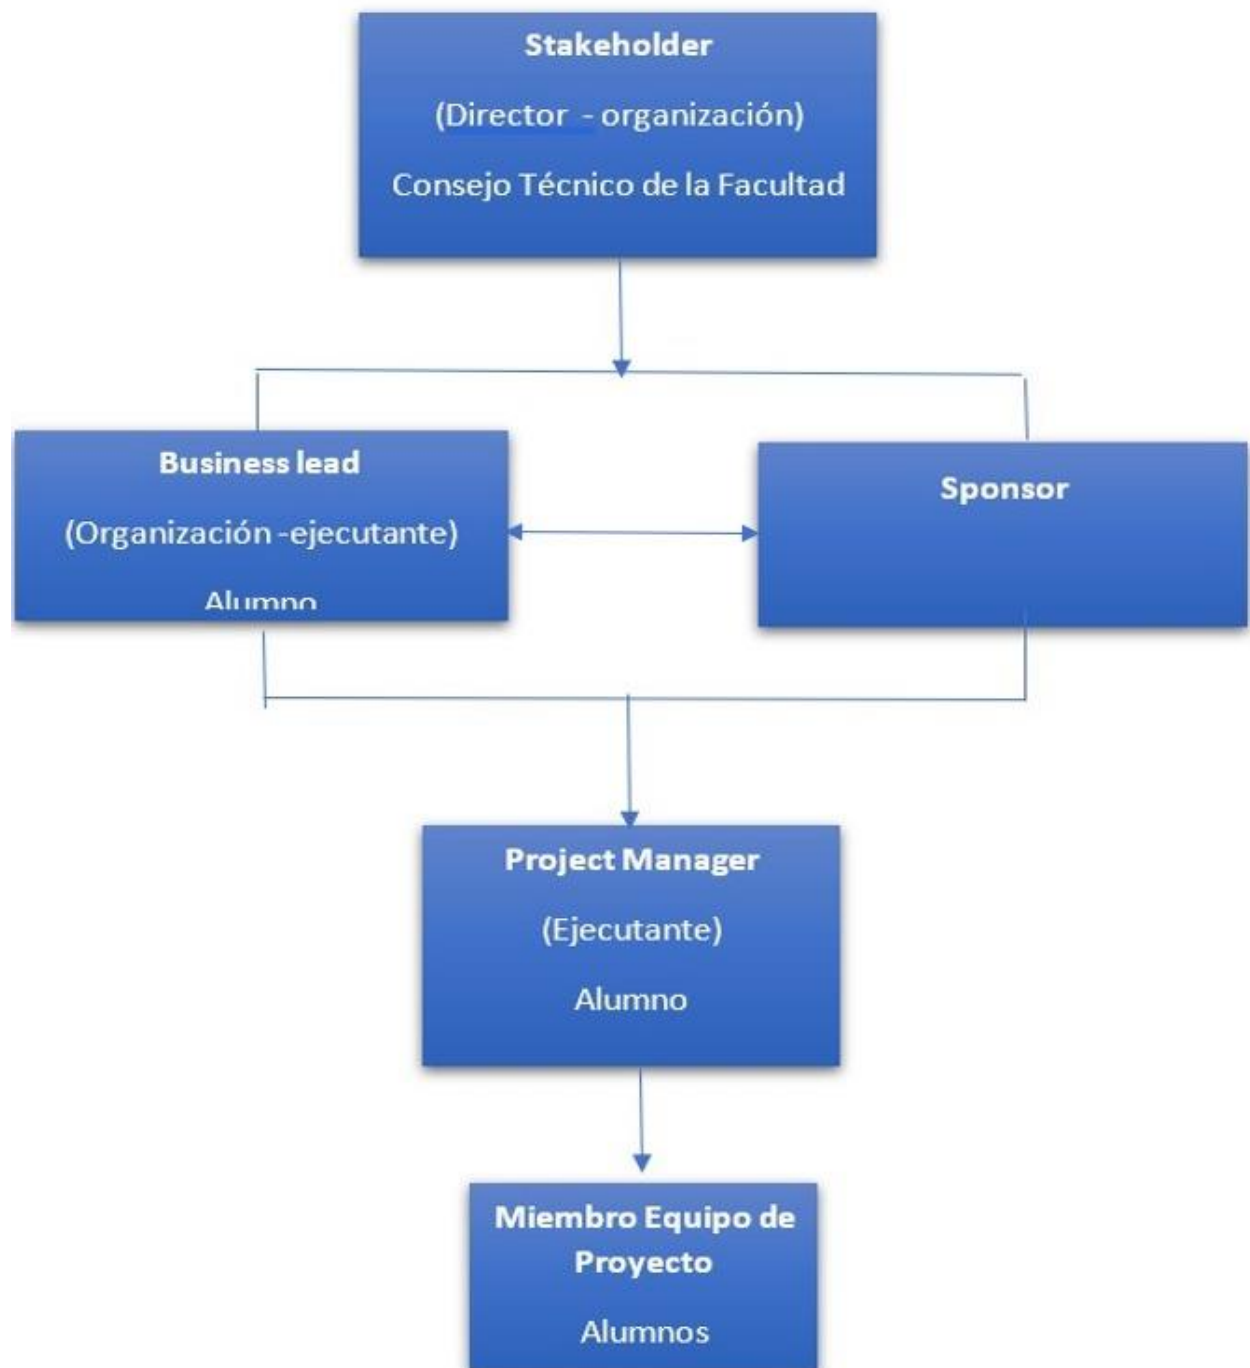 Stakeholder
(Director - organización)
Consejo Técnico de la Facultad
Business lead
(Organización -ejecutante)
Alumno
Sponsor
Project Manager
(Ejecutante)
Alumno
Miembro Equipo de
Proyecto
Alumnos